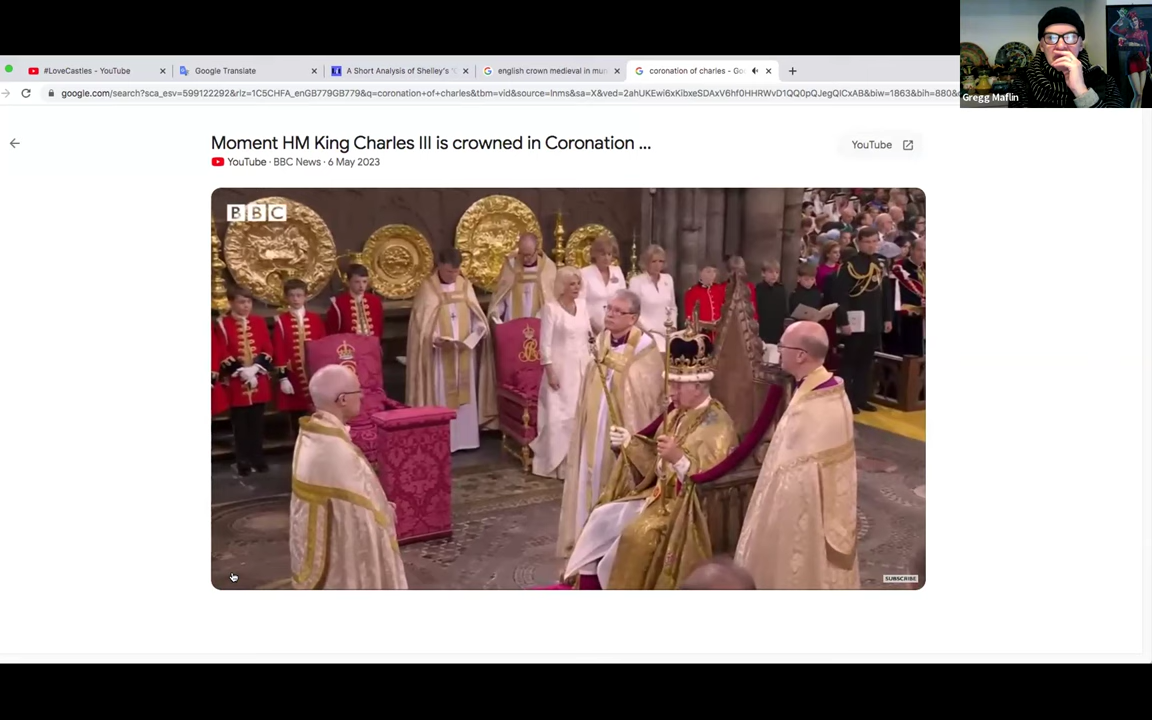 #LoveCastles - YouTube
Google Translate
A Short Analysis of Shelley's 'O
english crown medieval in mus
coronation of charles - Goo
google.com/search?sca_esv=599122292&rlz=1C5CHFA_enGB779GB779&q=coronation+of+charles&tbm=vid&source=lnms&sa=X&ved=2ahUKEwi6xKibxeSDAxV6hf0HHRWvD1QQ0pQJegQICxAB&biw=1863&bih=880&
Gregg Maflin
Moment HM King Charles III is crowned in Coronation ...
YouTube
YouTube · BBC News · 6 May 2023
BBC
SUBSCRIBE